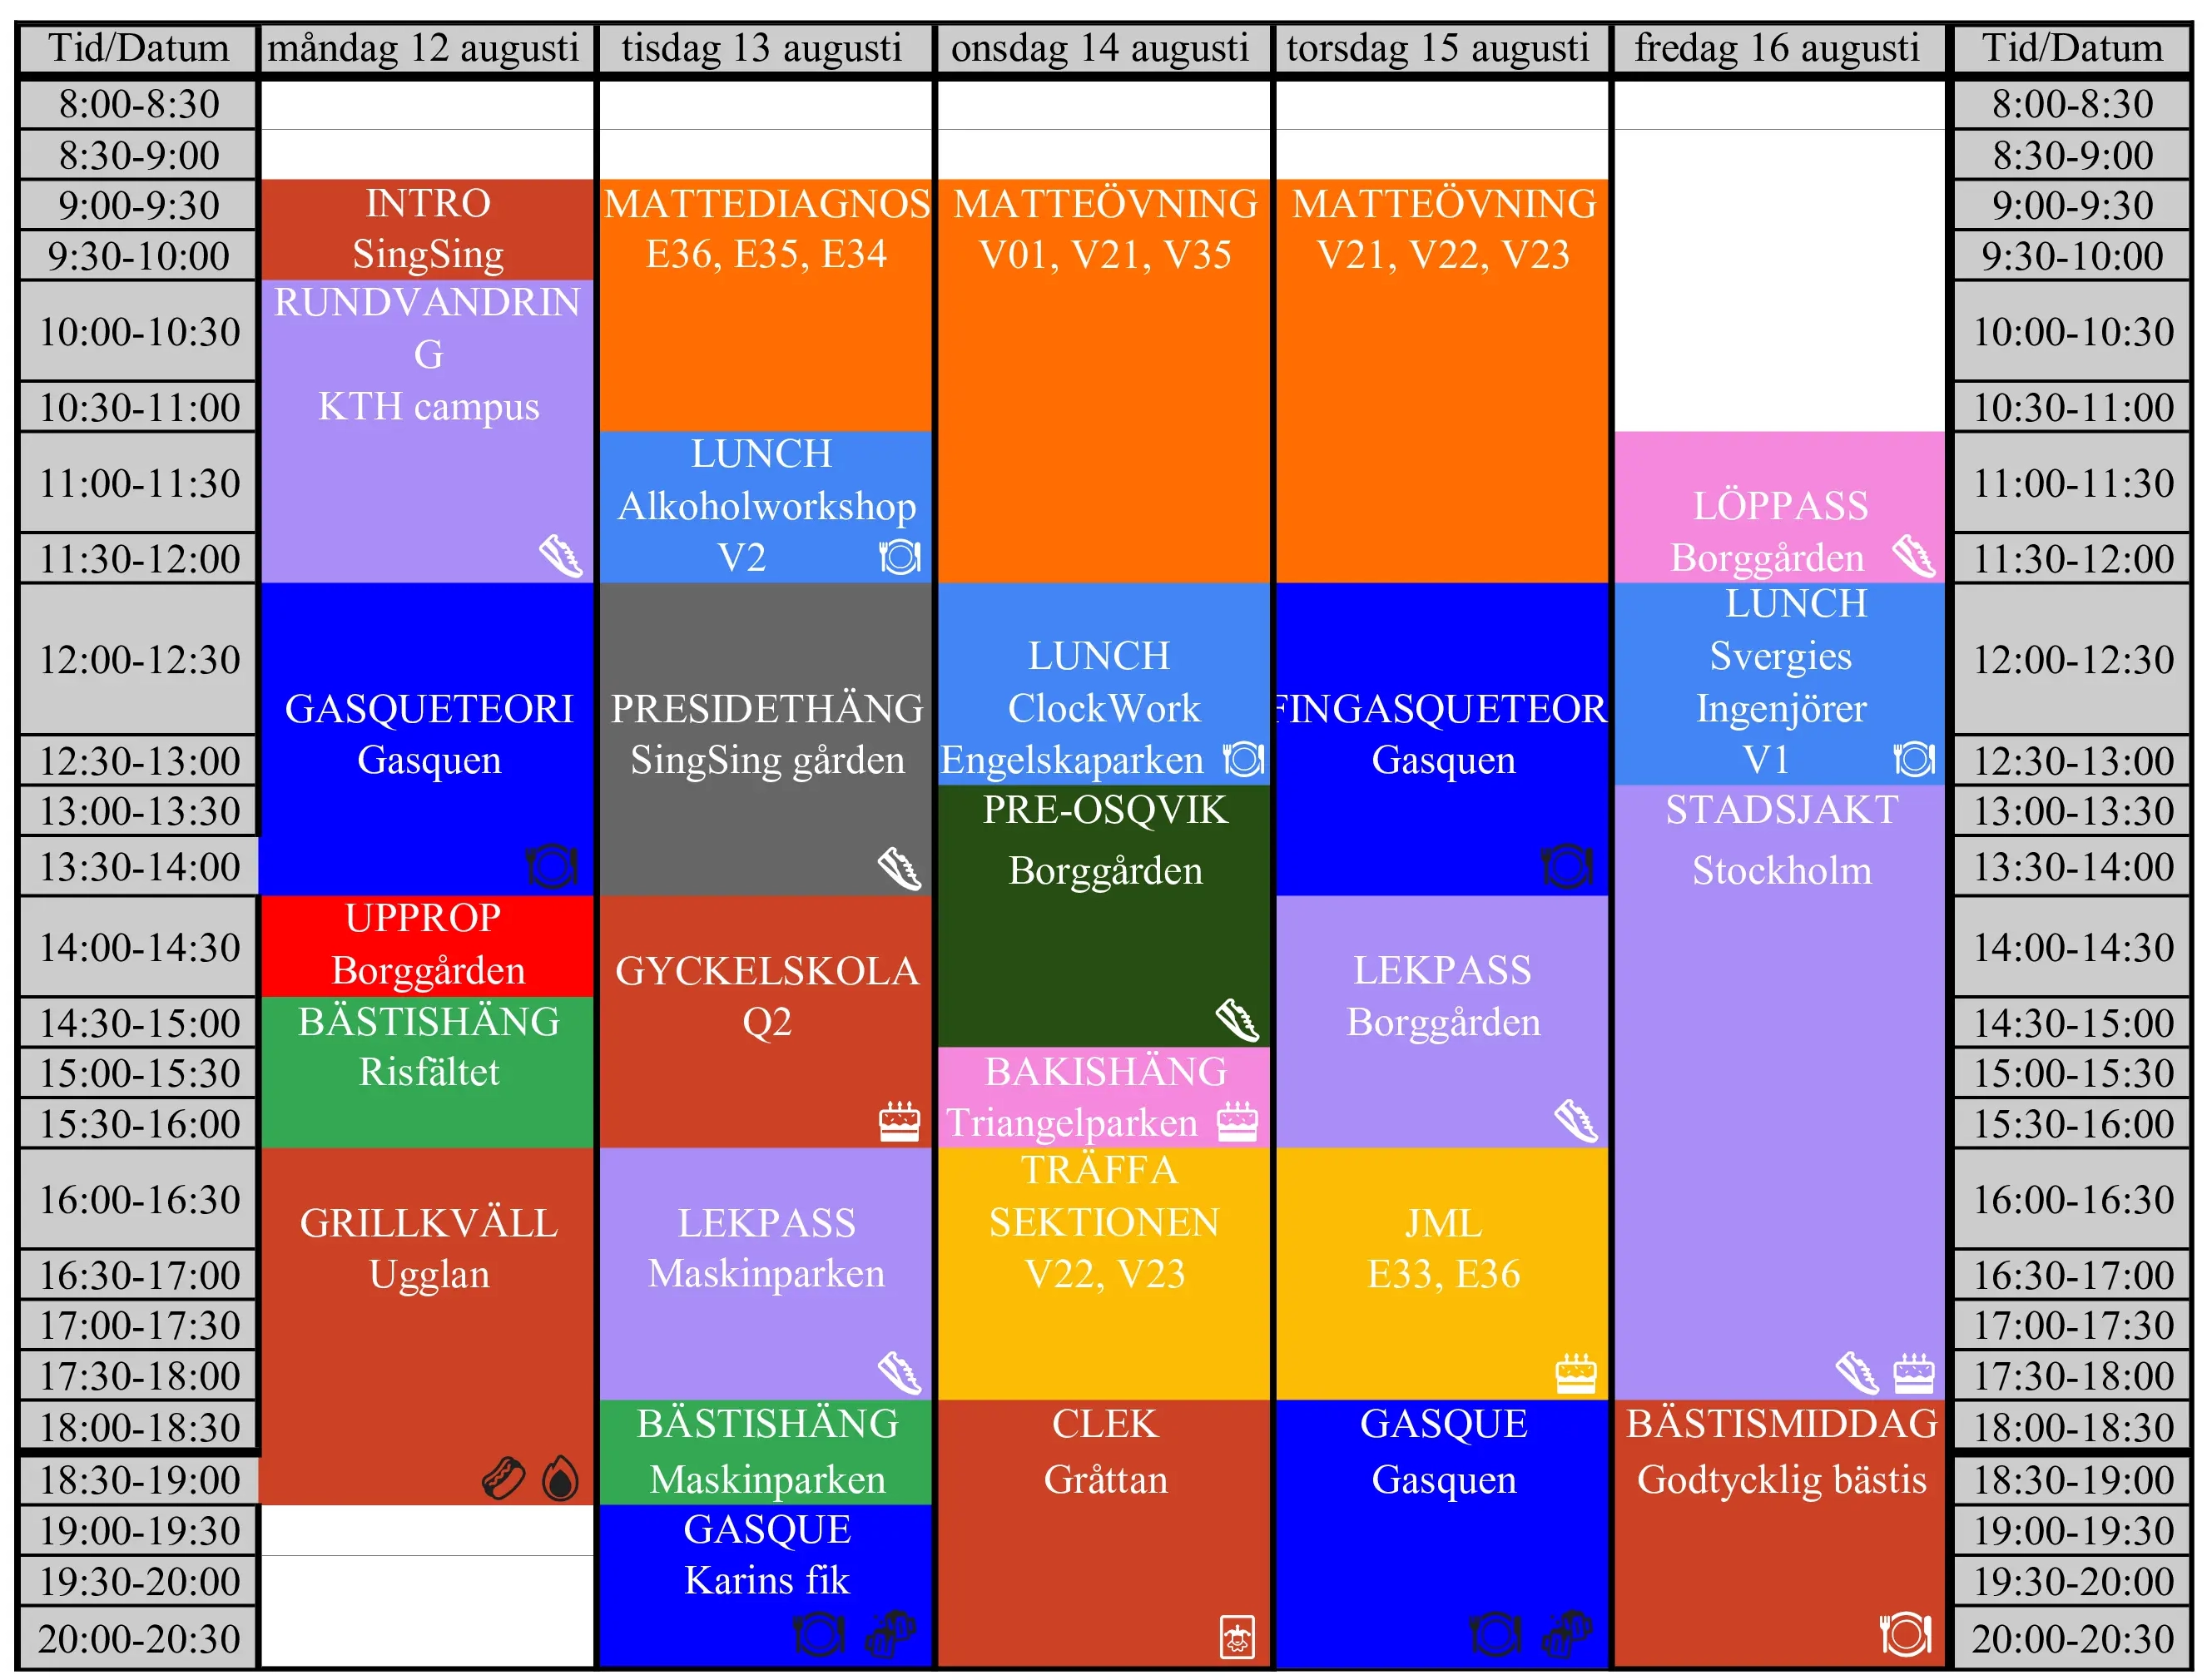 Tid/Datum måndag 12 augusti tisdag 13 augusti onsdag 14 augusti torsdag 15 augusti fredag 16 augusti Tid/Datum
8:00-8:30 8:00-8:30
8:30-9:00 8:30-9:00
9:00-9:30 INTRO MATTEDIAGNOS MATTEÖVNING MATTEÖVNING 9:00-9:30
9:30-10:00 SingSing E36, E35, E34 V01, V21, V35 V21, V22, V23 9:30-10:00
RUNDVANDRIN
10:00-10:30 10:00-10:30
G
10:30-11:00 KTH campus 10:30-11:00
LUNCH
11:00-11:30 11:00-11:30
Alkoholworkshop LÖPPASS
11:30-12:00 V2 Borggården 11:30-12:00
LUNCH
12:00-12:30 LUNCH Svergies 12:00-12:30
GASQUETEORI PRESIDETHÄNG ClockWork FINGASQUETEOR Ingenjörer
12:30-13:00 Gasquen SingSing gården Engelskaparken Gasquen V1 12:30-13:00
13:00-13:30 PRE-OSQVIK STADSJAKT 13:00-13:30
13:30-14:00 Borggården Stockholm 13:30-14:00
UPPROP
14:00-14:30 14:00-14:30
Borggården GYCKELSKOLA LEKPASS
14:30-15:00 BÄSTISHÄNG Q2 Borggården 14:30-15:00
15:00-15:30 Risfältet BAKISHÄNG 15:00-15:30
15:30-16:00 Triangelparken 15:30-16:00
TRÄFFA
16:00-16:30 16:00-16:30
GRILLKVÄLL LEKPASS SEKTIONEN JML
16:30-17:00 Ugglan Maskinparken V22, V23 E33, E36 16:30-17:00
17:00-17:30 17:00-17:30
17:30-18:00 17:30-18:00
18:00-18:30 BÄSTISHÄNG CLEK GASQUE BÄSTISMIDDAG 18:00-18:30
18:30-19:00 Maskinparken Gråttan Gasquen Godtycklig bästis 18:30-19:00
19:00-19:30 GASQUE 19:00-19:30
19:30-20:00 Karins fik 19:30-20:00
20:00-20:30 20:00-20:30